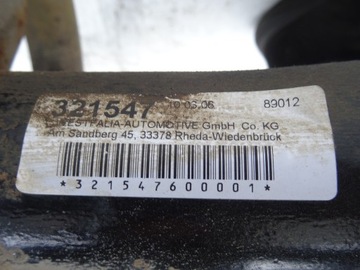 321547 10.03.06 89012
WESTFALIA-AUTOMOTIVE GmbH Co. KG
Am Sandberg 45, 33378 Rheda-Wiedenbrück
*321547600001*